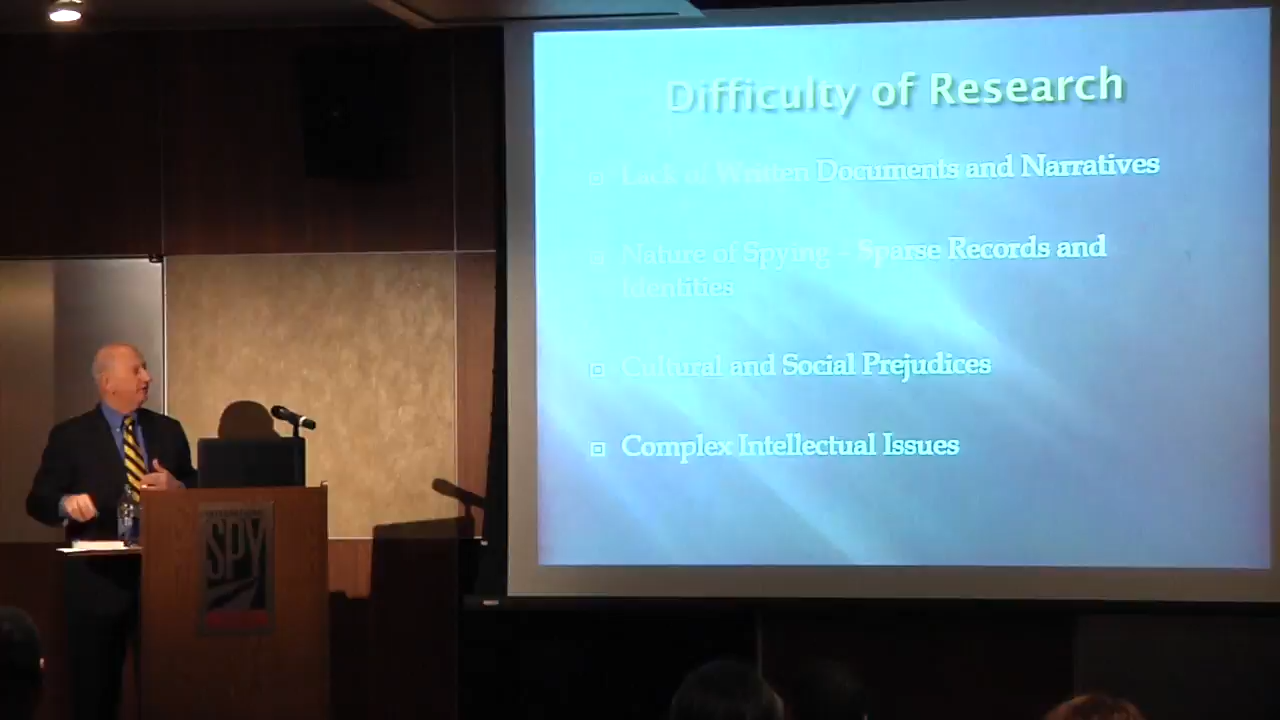 Difficulty of Research
Lack of Written Documents and Narratives
Nature of Spying – Sparse Records and
Identities
Cultural and Social Prejudices
Complex Intellectual Issues
INTERNATIONAL
SPY